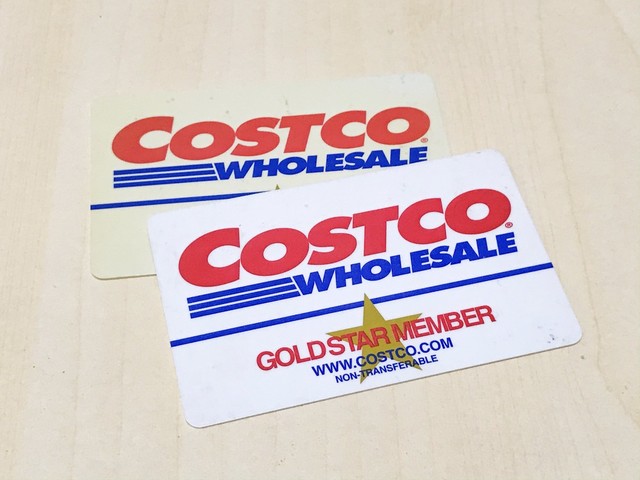 COSTCO®
WHOLESALE
COSTCO®
WHOLESALE
GOLD STAR MEMBER
WWW.COSTCO.COM
NON-TRANSFERABLE